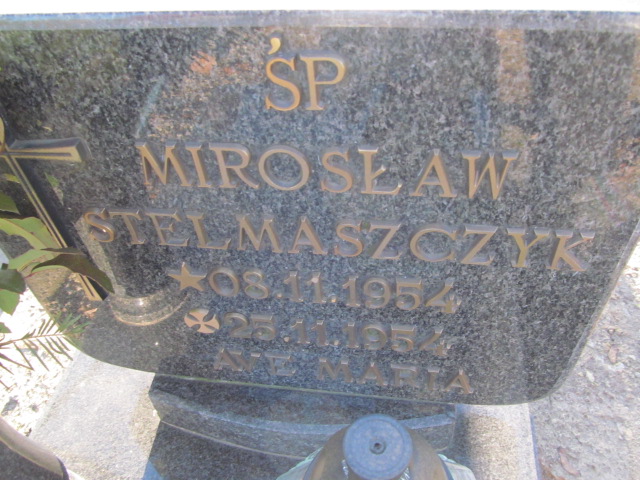 ŚP
MIROSŁAW
STELMASZCZYK
08.11.1954
25.11.1954
AVE MARIA